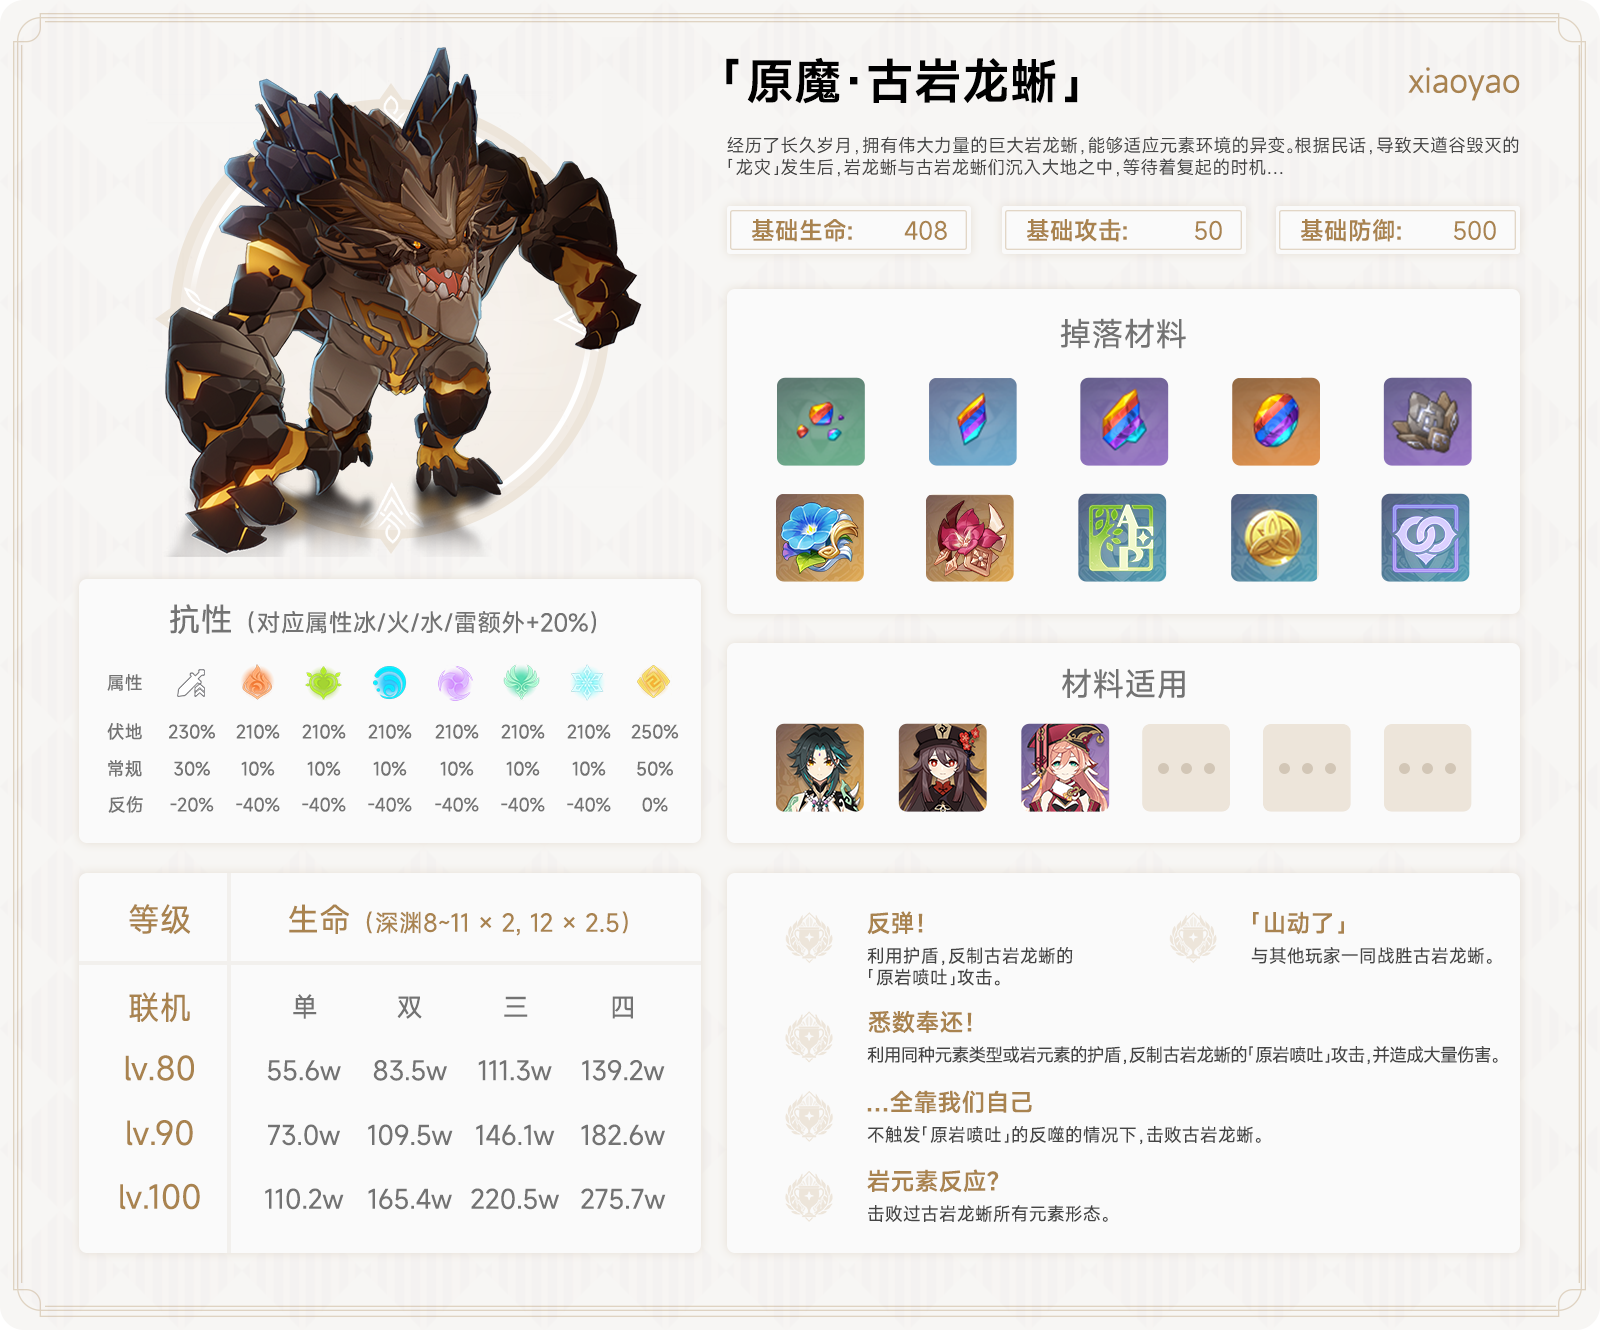 「原魔·古岩龙蜥」
xiaoyao
经历了长久岁月,拥有伟大力量的巨大岩龙蜥,能够适应元素环境的异变。根据民话,导致天遒谷毁灭的
「龙灾」发生后,岩龙蜥与古岩龙蜥们沉入大地之中,等待着复起的时机...
基础生命: 408
基础攻击: 50
基础防御: 500
掉落材料
AEP
抗性 (对应属性冰/火/水/雷额外+20%)
属性
伏地 230% 210% 210% 210% 210% 210% 210% 250%
常规 30% 10% 10% 10% 10% 10% 10% 50%
反伤 -20% -40% -40% -40% -40% -40% -40% 0%
材料适用
等级 生命 (深渊8~11 × 2, 12 × 2.5)
联机 单 双 三 四
lv.80 55.6w 83.5w 111.3w 139.2w
lv.90 73.0w 109.5w 146.1w 182.6w
lv.100 110.2w 165.4w 220.5w 275.7w
反弹!
利用护盾,反制古岩龙蜥的
「原岩喷吐」攻击。
「山动了」
与其他玩家一同战胜古岩龙蜥。
悉数奉还!
利用同种元素类型或岩元素的护盾,反制古岩龙蜥的「原岩喷吐」攻击,并造成大量伤害。
...全靠我们自己
不触发「原岩喷吐」的反噬的情况下,击败古岩龙蜥。
岩元素反应?
击败过古岩龙蜥所有元素形态。